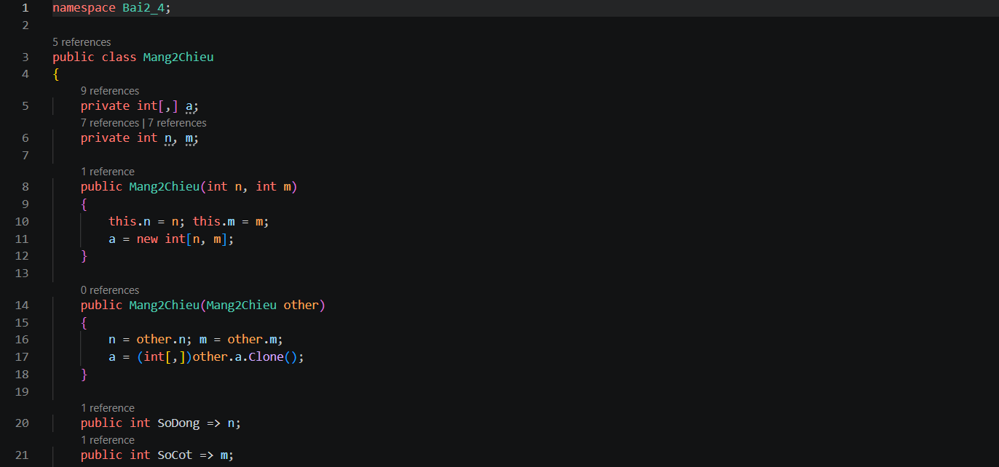 1 namespace Bai2_4;
2
5 references
3 public class Mang2Chieu
4 {
9 references
5 private int[,] a;
7 references | 7 references
6 private int n, m;
7
1 reference
8 public Mang2Chieu(int n, int m)
9 {
10 this.n = n; this.m = m;
11 a = new int[n, m];
12 }
13
0 references
14 public Mang2Chieu(Mang2Chieu other)
15 {
16 n = other.n; m = other.m;
17 a = (int[,])other.a.Clone();
18 }
19
1 reference
20 public int SoDong => n;
1 reference
21 public int SoCot => m;